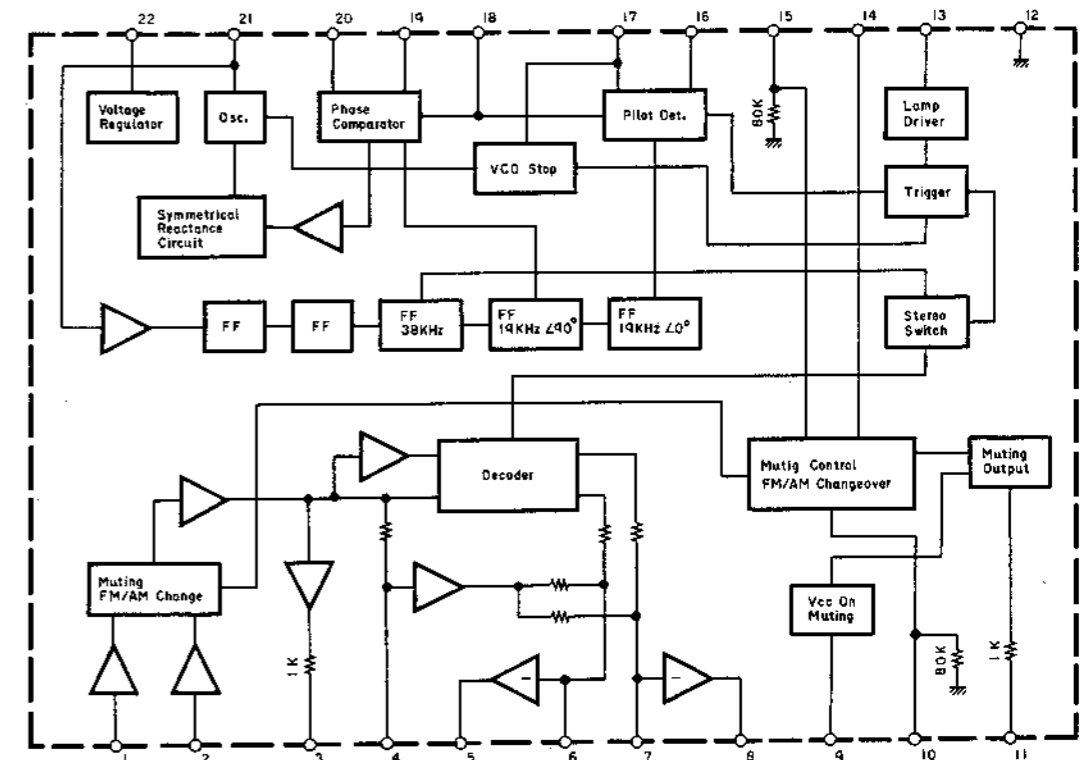 22 21 20 19 18 17 16 15 14 13 12
Voltage
Regulator
Osc.
Phase
Comparator
Pilot Det.
80K
Lamp
Driver
VCO Stop
Trigger
Symmetrical
Reactance
Circuit
FF
FF
FF
38KHz
FF
19KHz ∠90°
FF
19KHz ∠0°
Stereo
Switch
Decoder
Mutig Control
FM/AM Changeover
Muting
Output
Muting
FM/AM Change
Vcc On
Muting
1K
80K
1K
1 2 3 4 5 6 7 8 9 10 11